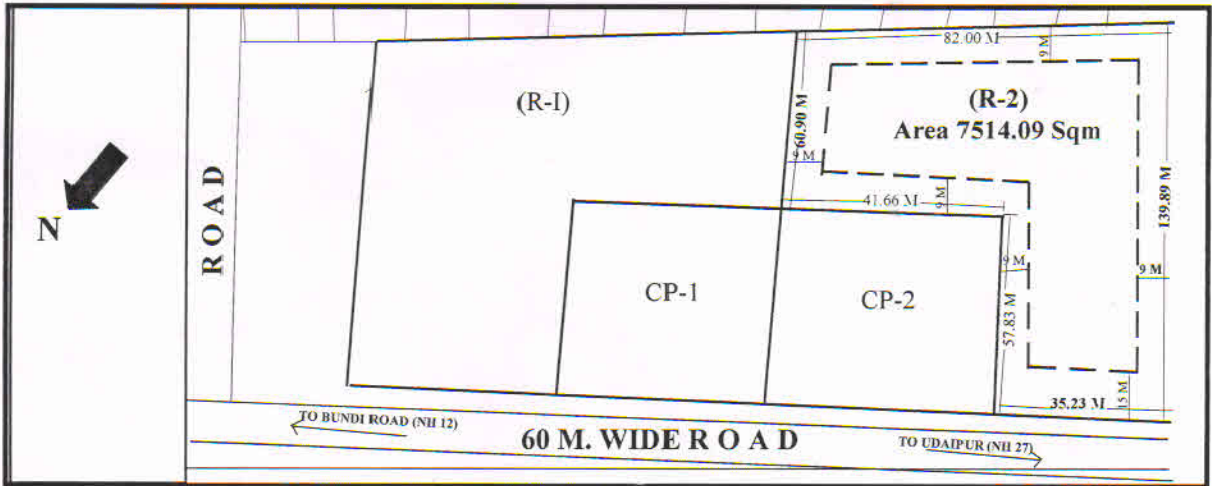 N
ROAD
(R-I)
82.00 M
9 M
(R-2)
Area 7514.09 Sqm
60.90 M
9 M
41.66 M
9 M
139.89 M
9 M
CP-1
CP-2
9 M
57.83 M
35.23 M
15 M
TO BUNDI ROAD (NH 12)
60 M. WIDE ROAD
TO UDAIPUR (NH 27)